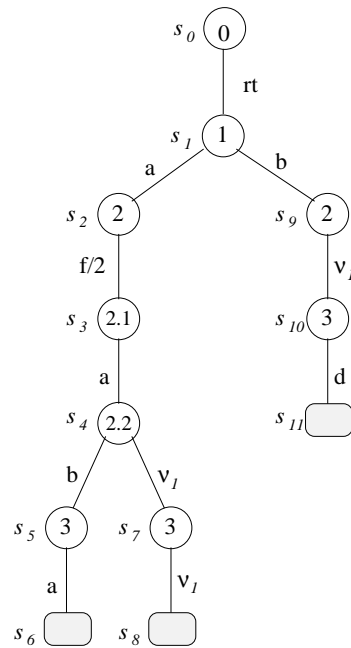 s0 0
rt
s1 1
a b
s2 2 s9 2
f/2 ν1
s3 2.1 s10 3
a d
s4 2.2 s11
b ν1
s5 3 s7 3
a ν1
s6 s8